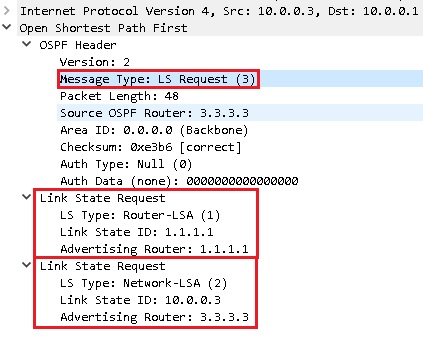 Internet Protocol Version 4, Src: 10.0.0.3, Dst: 10.0.0.1
Open Shortest Path First
OSPF Header
Version: 2
Message Type: LS Request (3)
Packet Length: 48
Source OSPF Router: 3.3.3.3
Area ID: 0.0.0.0 (Backbone)
Checksum: 0xe3b6 [correct]
Auth Type: Null (0)
Auth Data (none): 0000000000000000
Link State Request
LS Type: Router-LSA (1)
Link State ID: 1.1.1.1
Advertising Router: 1.1.1.1
Link State Request
LS Type: Network-LSA (2)
Link State ID: 10.0.0.3
Advertising Router: 3.3.3.3